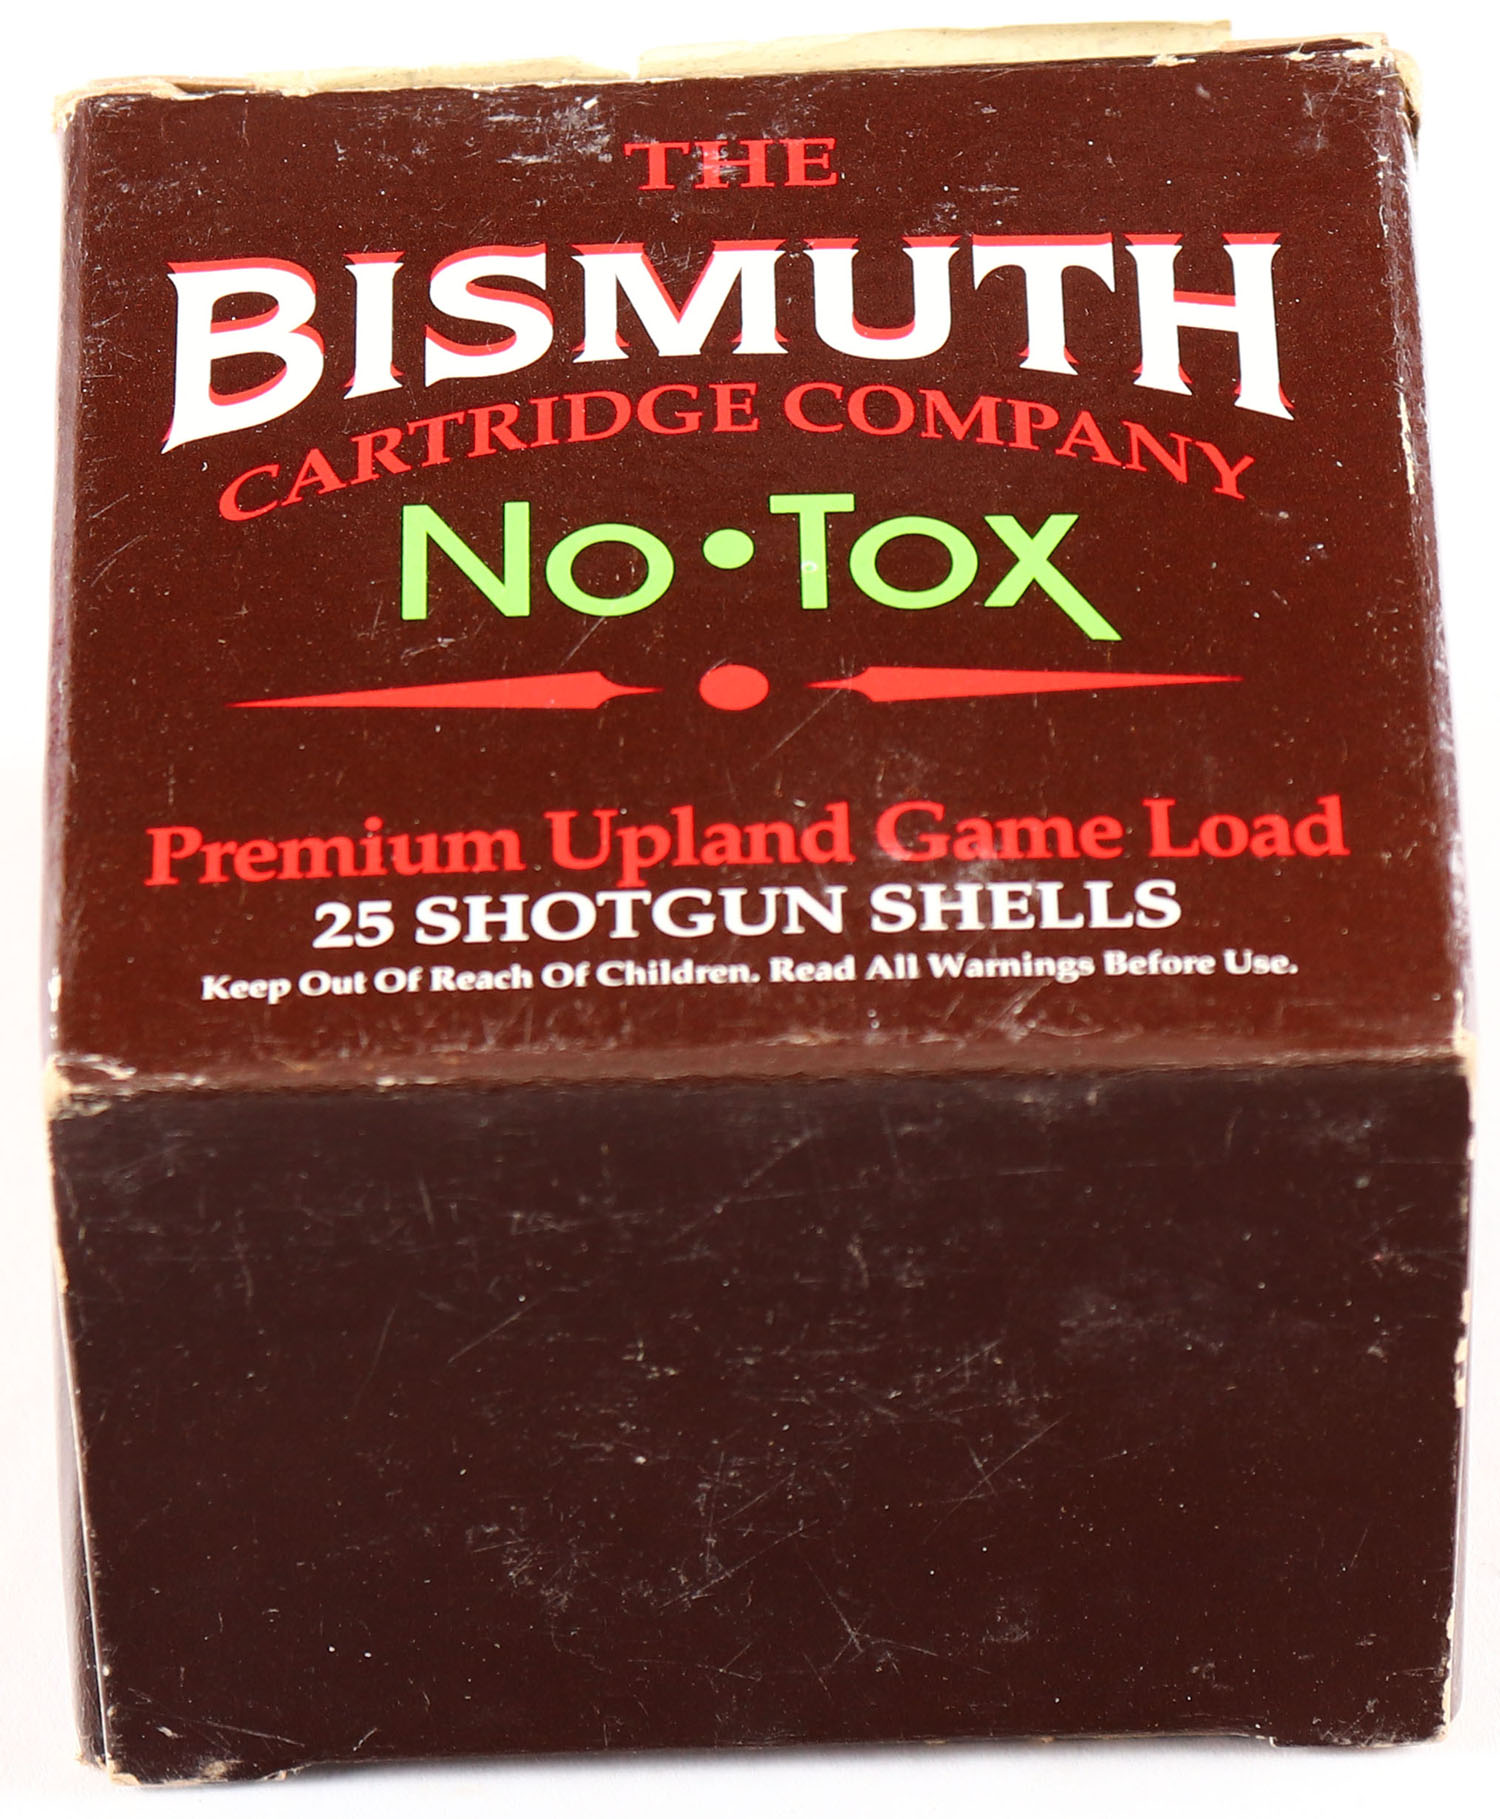 THE
BISMUTH
CARTRIDGE COMPANY
No•Tox
Premium Upland Game Load
25 SHOTGUN SHELLS
Keep Out Of Reach Of Children. Read All Warnings Before Use.